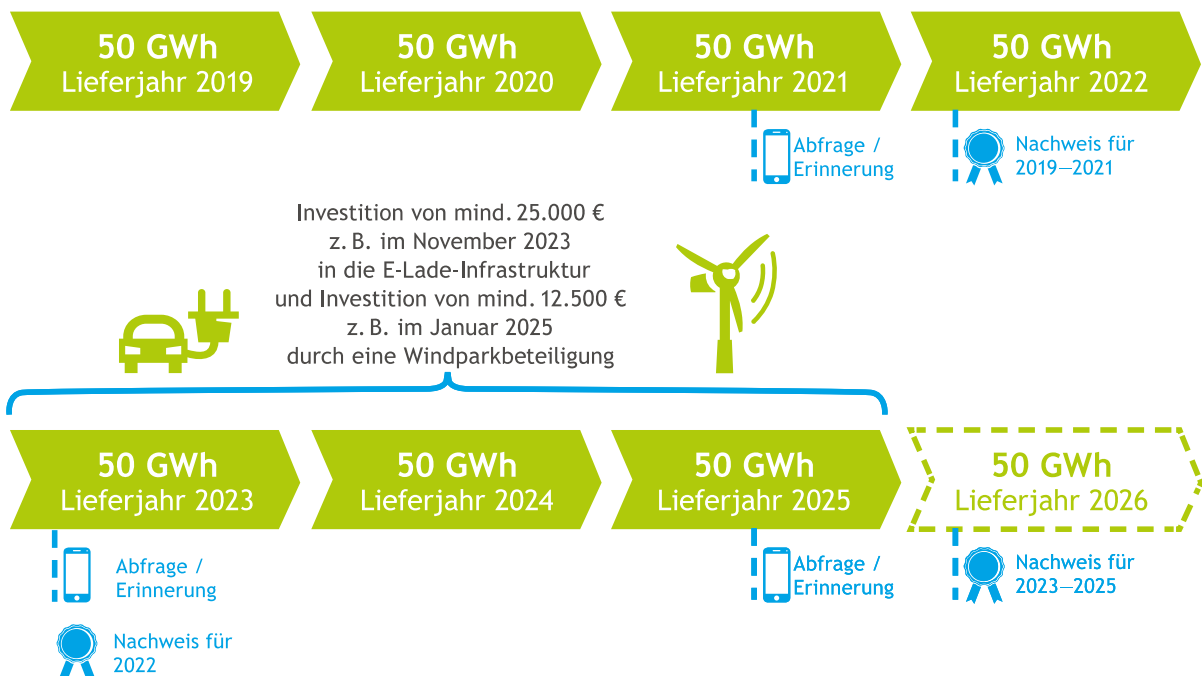 50 GWh
Lieferjahr 2019
50 GWh
Lieferjahr 2020
50 GWh
Lieferjahr 2021
50 GWh
Lieferjahr 2022
Abfrage /
Erinnerung
Nachweis für
2019—2021
Investition von mind. 25.000 €
z. B. im November 2023
in die E-Lade-Infrastruktur
und Investition von mind. 12.500 €
z. B. im Januar 2025
durch eine Windparkbeteiligung
50 GWh
Lieferjahr 2023
50 GWh
Lieferjahr 2024
50 GWh
Lieferjahr 2025
50 GWh
Lieferjahr 2026
Abfrage /
Erinnerung
Nachweis für
2022
Abfrage /
Erinnerung
Nachweis für
2023—2025